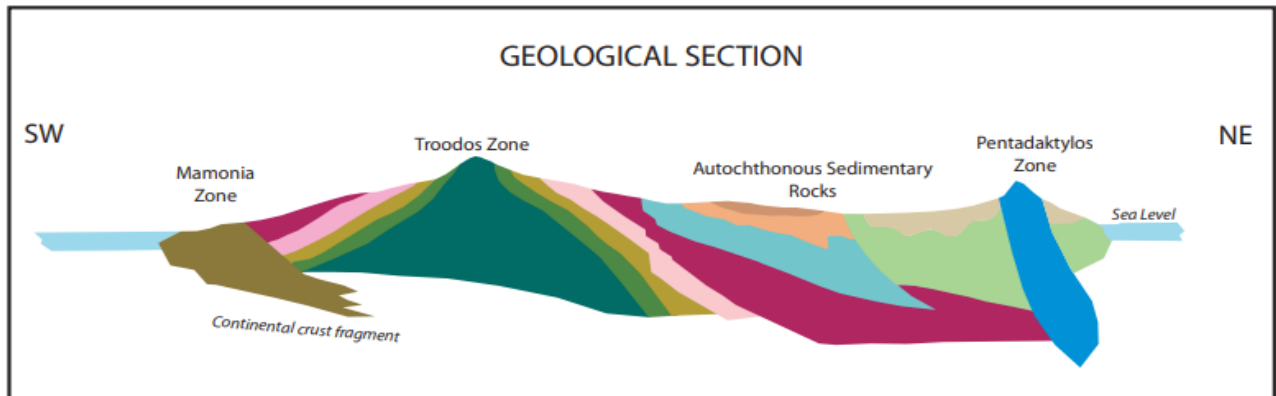 GEOLOGICAL SECTION
SW
NE
Mamonia
Zone
Troodos Zone
Autochthonous Sedimentary
Rocks
Pentadaktylos
Zone
Sea Level
Continental crust fragment